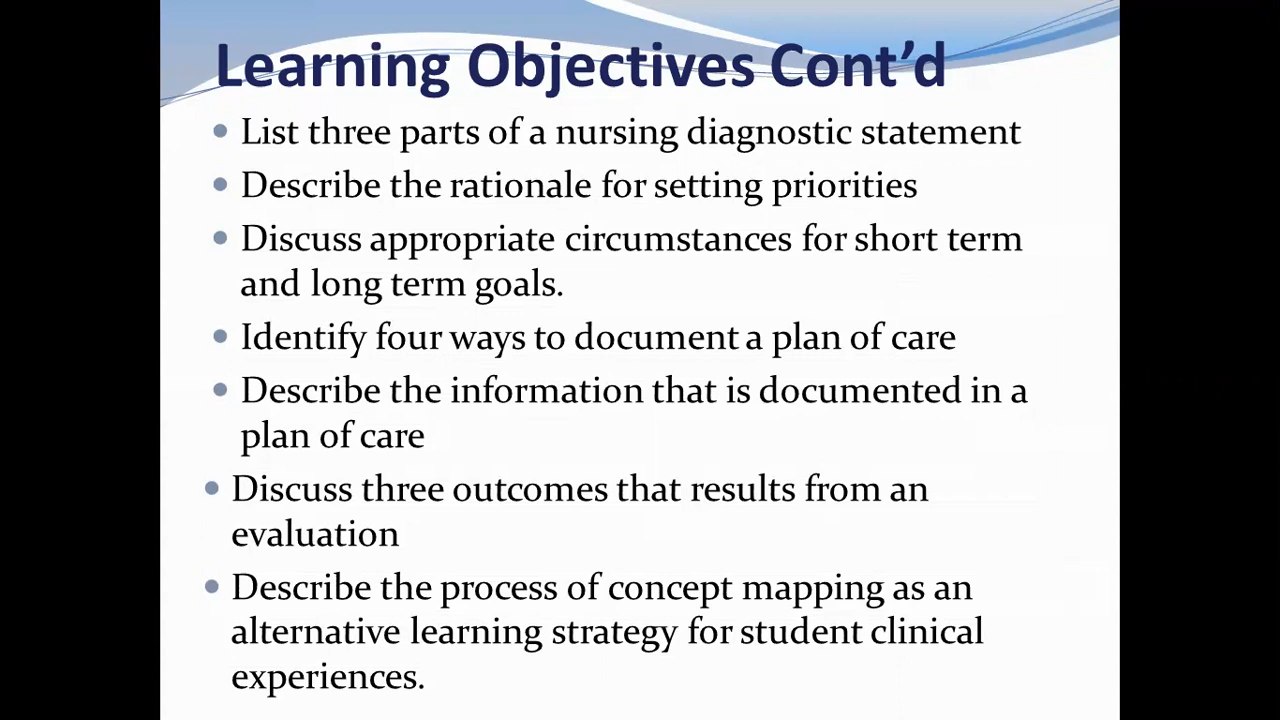 Learning Objectives Cont’d
• List three parts of a nursing diagnostic statement
• Describe the rationale for setting priorities
• Discuss appropriate circumstances for short term
and long term goals.
• Identify four ways to document a plan of care
• Describe the information that is documented in a
plan of care
• Discuss three outcomes that results from an
evaluation
• Describe the process of concept mapping as an
alternative learning strategy for student clinical
experiences.